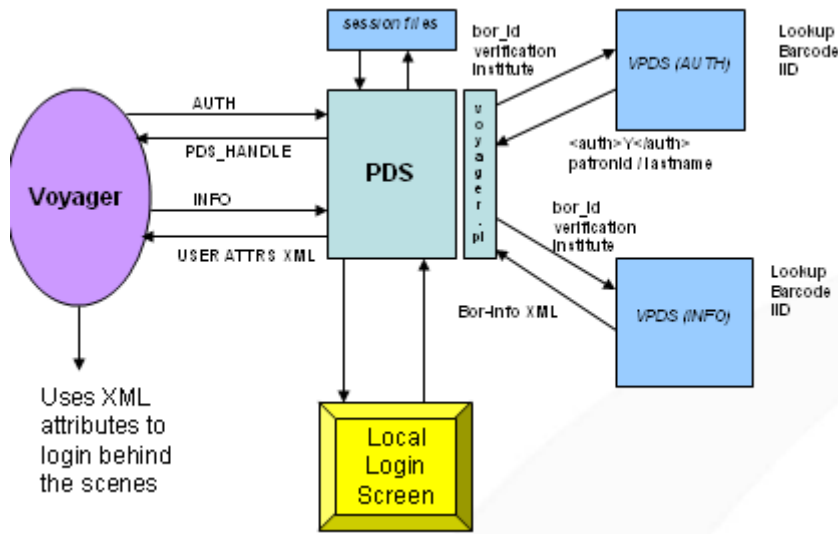 session files
bor_id
verification
institute
VPDS (AUTH)
Lookup
Barcode
IID
AUTH
PDS_HANDLE
Voyager
INFO
USER ATTRS XML
PDS
voyager.pl
<auth>Y</auth>
patronid / lastname
bor_id
verification
institute
Bor-Info XML
VPDS (INFO)
Lookup
Barcode
IID
Uses XML
attributes to
login behind
the scenes
Local
Login
Screen